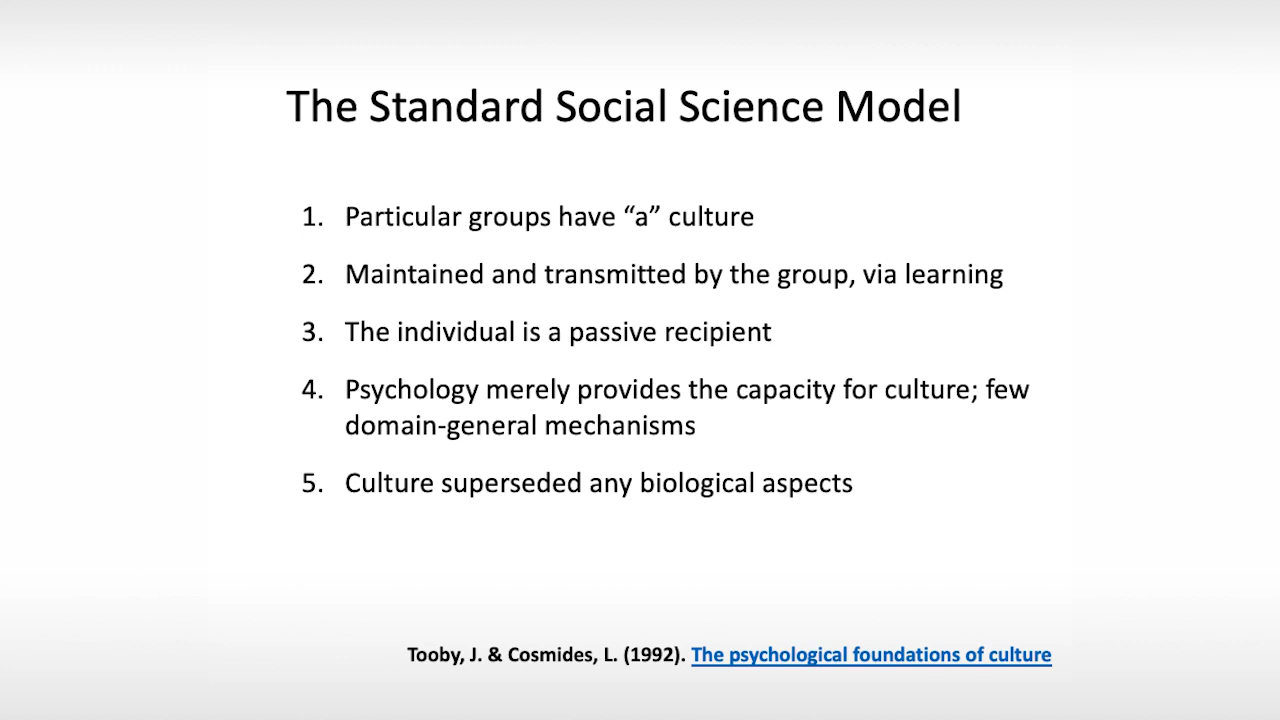 The Standard Social Science Model
1. Particular groups have “a” culture
2. Maintained and transmitted by the group, via learning
3. The individual is a passive recipient
4. Psychology merely provides the capacity for culture; few
domain-general mechanisms
5. Culture superseded any biological aspects
Tooby, J. & Cosmides, L. (1992). The psychological foundations of culture